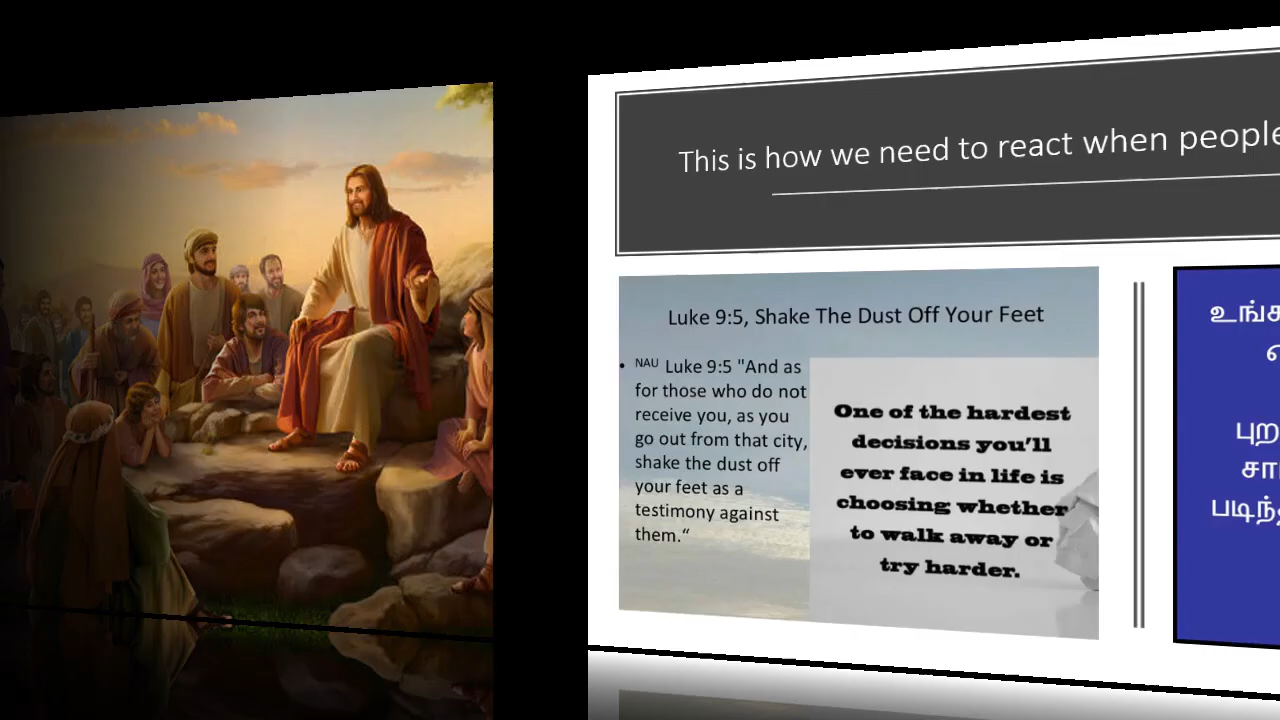 This is how we need to react when people
Luke 9:5, Shake The Dust Off Your Feet
• NAU Luke 9:5 "And as
for those who do not
receive you, as you
go out from that city,
shake the dust off
your feet as a
testimony against
them.“
One of the hardest
decisions you'll
ever face in life is
choosing whether
to walk away or
try harder.